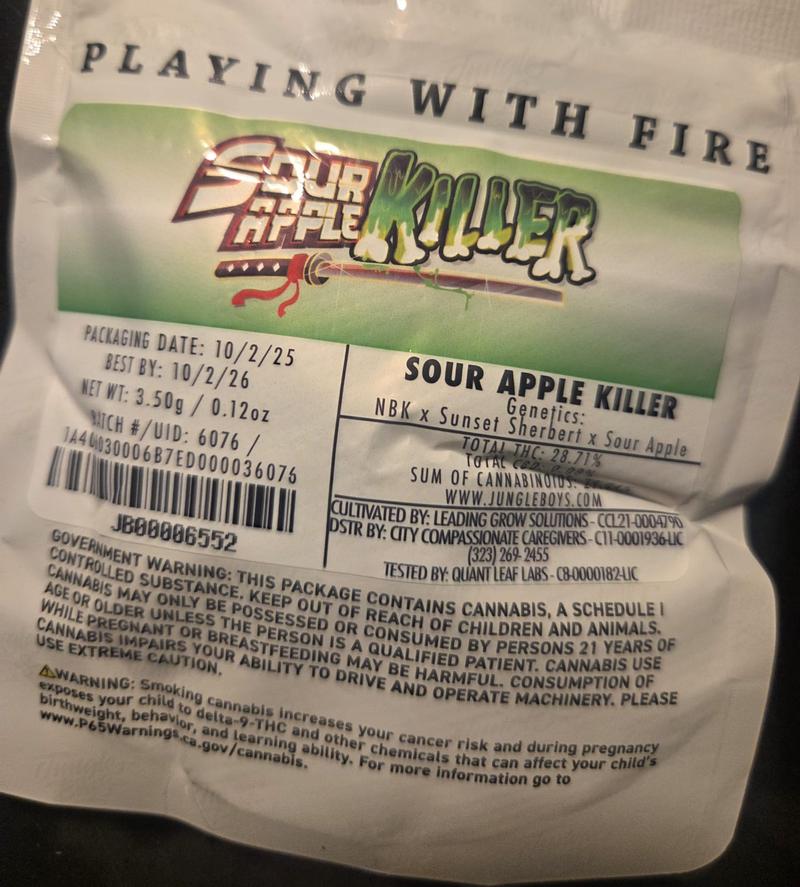 PLAYING WITH FIRE
SOUR
APPLE
KILLER
PACKAGING DATE: 10/2/25
BEST BY: 10/2/26
NET WT: 3.50g / 0.12oz
BATCH #/UID: 6076 /
1A4030006B7ED000036076
JB00006552
SOUR APPLE KILLER
Genetics:
NBK x Sunset Sherbert x Sour Apple
TOTAL THC: 28.71%
Total CBD:
SUM OF CANNABINOIDS:
WWW.JUNGLEBOYS.COM
CULTIVATED BY: LEADING GROW SOLUTIONS - CCL21-0004790
DSTR BY: CITY COMPASSIONATE CAREGIVERS - C11-0001936-LIC
(323) 269-2455
TESTED BY: QUANT LEAF LABS - C8-0000182-LIC
GOVERNMENT WARNING: THIS PACKAGE CONTAINS CANNABIS, A SCHEDULE I
CONTROLLED SUBSTANCE. KEEP OUT OF REACH OF CHILDREN AND ANIMALS.
CANNABIS MAY ONLY BE POSSESSED OR CONSUMED BY PERSONS 21 YEARS OF
AGE OR OLDER UNLESS THE PERSON IS A QUALIFIED PATIENT. CANNABIS USE
WHILE PREGNANT OR BREASTFEEDING MAY BE HARMFUL. CONSUMPTION OF
CANNABIS IMPAIRS YOUR ABILITY TO DRIVE AND OPERATE MACHINERY. PLEASE
USE EXTREME CAUTION.
WARNING: Smoking cannabis increases your cancer risk and during pregnancy
exposes your child to delta-9-THC and other chemicals that can affect your child's
birthweight, behavior, and learning ability. For more information go to
www.P65Warnings.ca.gov/cannabis.